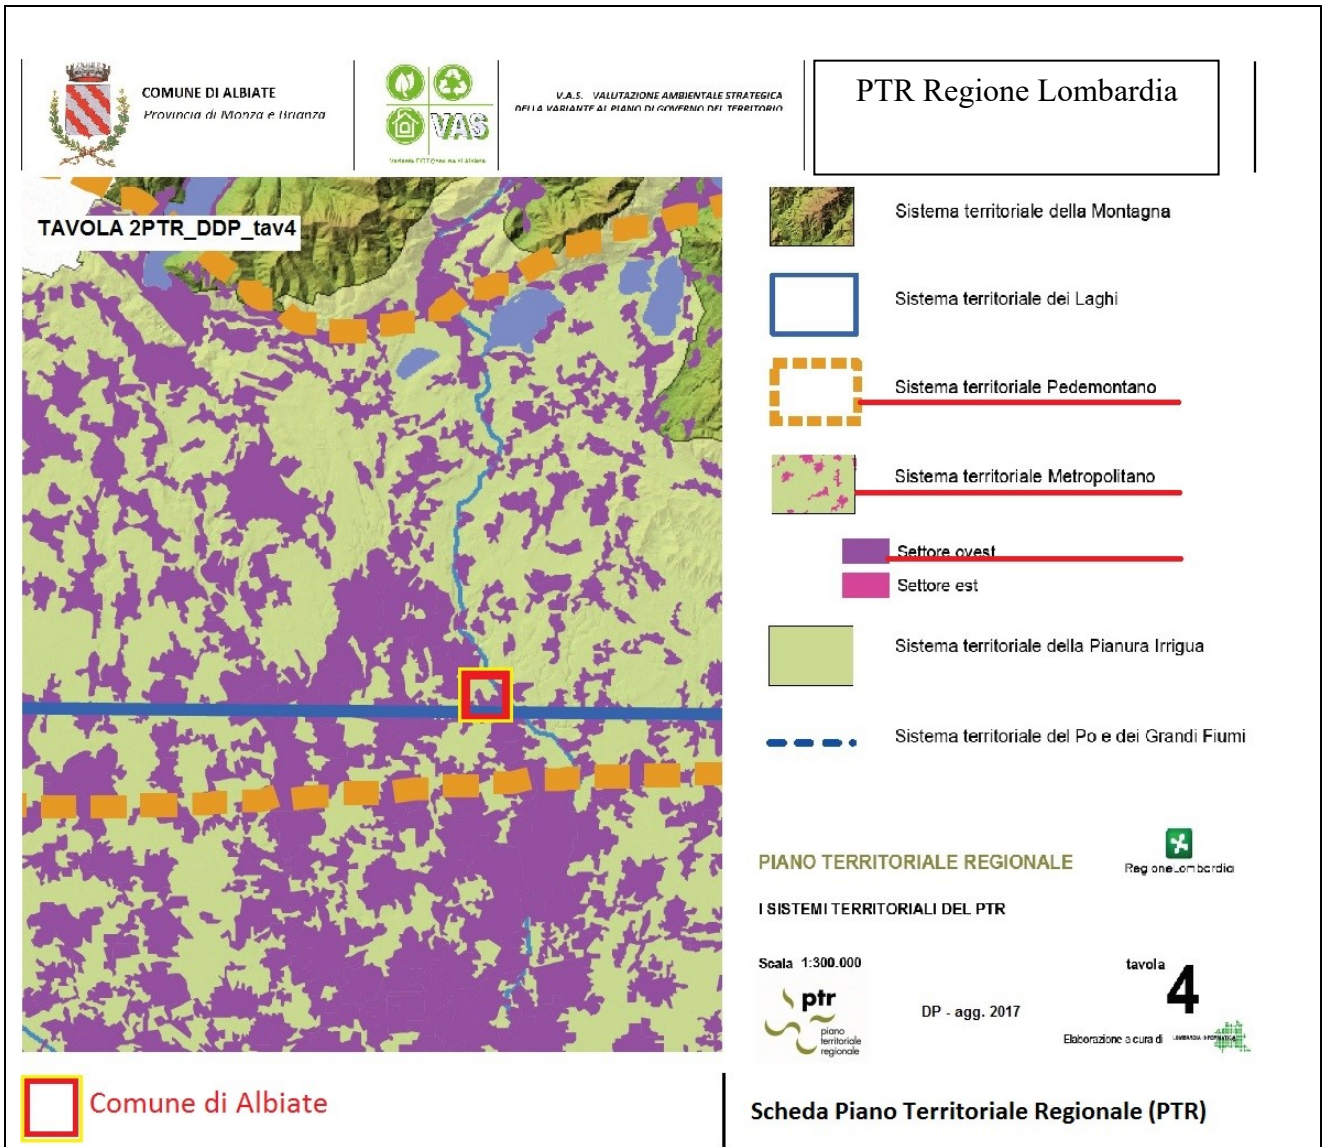 COMUNE DI ALBIATE
Provincia di Monza e Brianza
VAS
V.A.S. VALUTAZIONE AMBIENTALE STRATEGICA
DELLA VARIANTE AL PIANO DI GOVERNO DEL TERRITORIO
PTR Regione Lombardia
TAVOLA 2PTR_DDP_tav4
Sistema territoriale della Montagna
Sistema territoriale dei Laghi
Sistema territoriale Pedemontano
Sistema territoriale Metropolitano
Settore ovest
Settore est
Sistema territoriale della Pianura Irrigua
Sistema territoriale del Po e dei Grandi Fiumi
PIANO TERRITORIALE REGIONALE
RegioneLombardia
I SISTEMI TERRITORIALI DEL PTR
Scala 1:300.000
tavola
4
ptr
piano
territoriale
regionale
DP - agg. 2017
Elaborazione a cura di LOMBARDIA INFORMATICA
Comune di Albiate
Scheda Piano Territoriale Regionale (PTR)